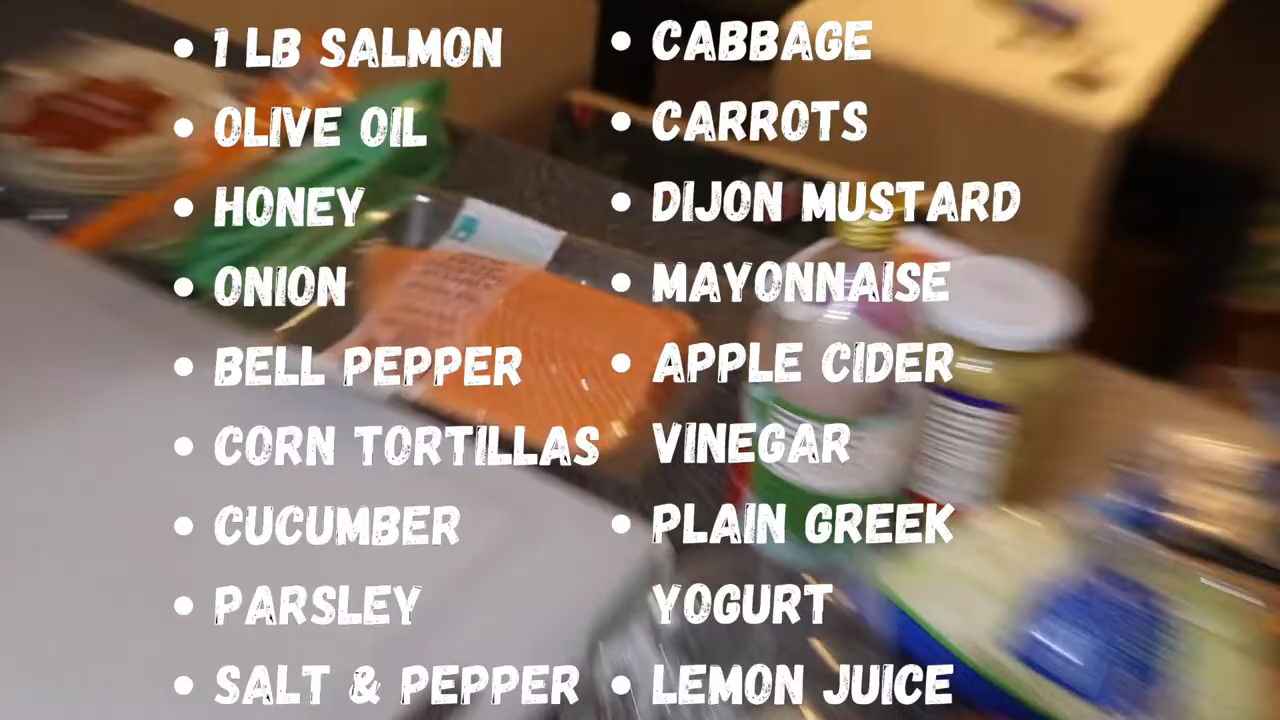 • 1 LB SALMON
• OLIVE OIL
• HONEY
• ONION
• BELL PEPPER
• CORN TORTILLAS
• CUCUMBER
• PARSLEY
• SALT & PEPPER
• CABBAGE
• CARROTS
• DIJON MUSTARD
• MAYONNAISE
• APPLE CIDER
VINEGAR
• PLAIN GREEK
YOGURT
• LEMON JUICE